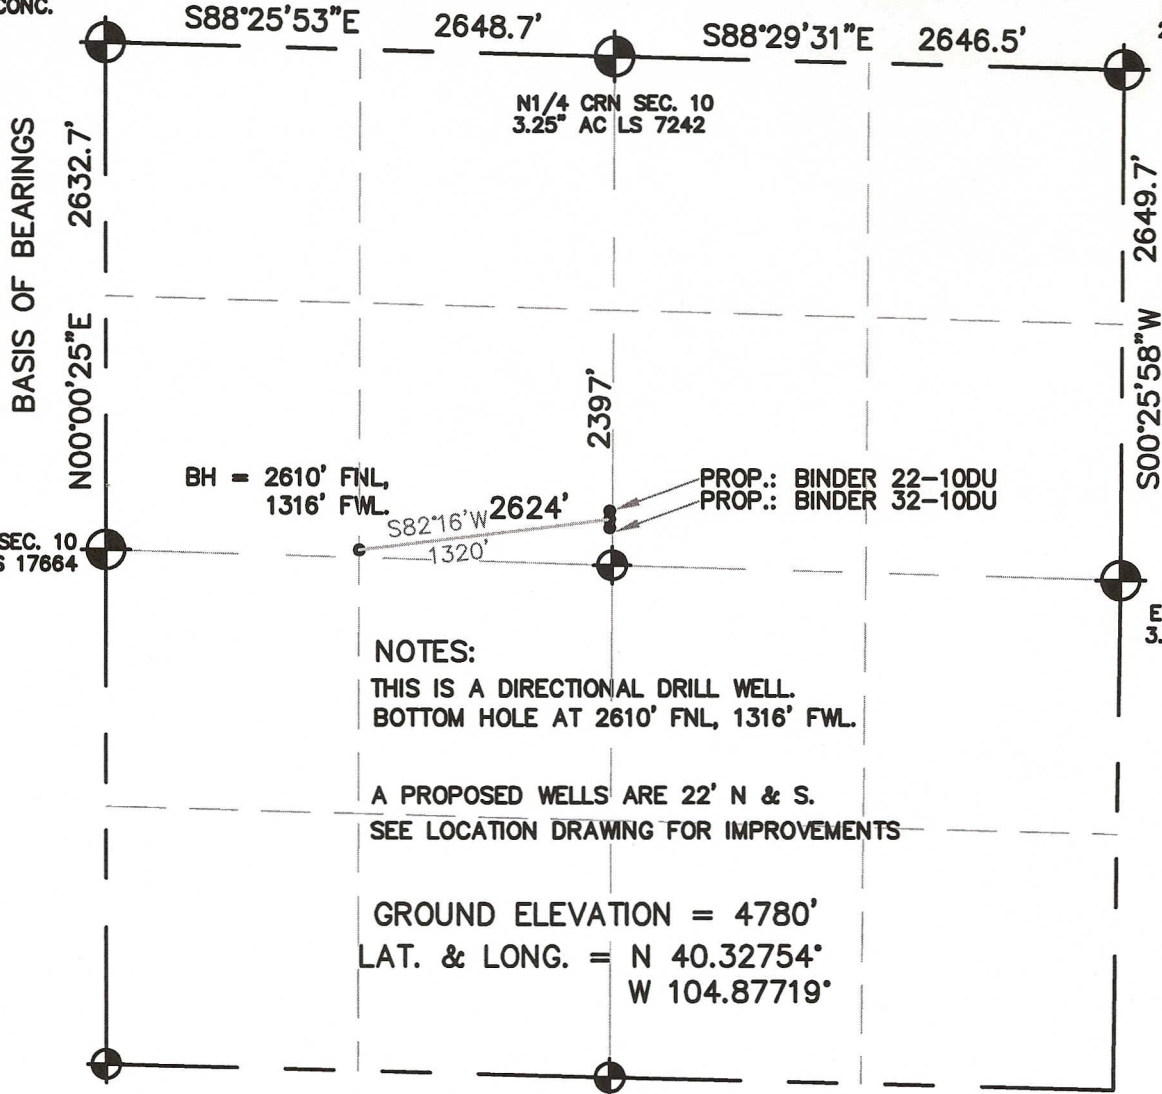 CONC.
S88°25'53"E 2648.7' S88°29'31"E 2646.5'
2
N1/4 CRN SEC. 10
3.25" AC LS 7242
BASIS OF BEARINGS
N00°00'25"E 2632.7'
S00°25'58"W 2649.7'
2397'
BH = 2610' FNL,
1316' FWL.
S82°16'W
1320'
2624'
PROP.: BINDER 22-10DU
PROP.: BINDER 32-10DU
SEC. 10
S 17664
E
3.
NOTES:
THIS IS A DIRECTIONAL DRILL WELL.
BOTTOM HOLE AT 2610' FNL, 1316' FWL.
A PROPOSED WELLS ARE 22' N & S.
SEE LOCATION DRAWING FOR IMPROVEMENTS
GROUND ELEVATION = 4780'
LAT. & LONG. = N 40.32754°
W 104.87719°